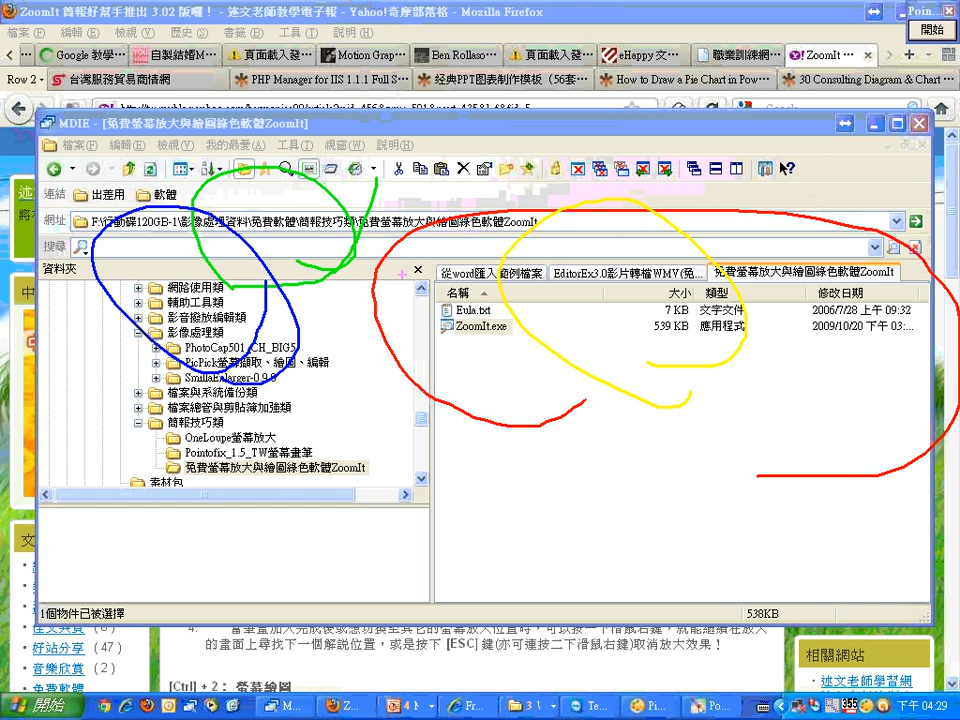 ZoomIt 簡報好幫手推出 3.02 版囉！ - 述文老師教學電子報 - Yahoo!奇摩部落格 - Mozilla Firefox
Poin...
開始
檔案(F) 編輯(E) 檢視(V) 歷史(S) 書籤(B) 工具(T) 說明(H)
Google 教學··· 自製結婚M··· 頁面載入發··· Motion Grap··· Ben Rollaso··· 頁面載入發··· eHappy 交··· 職業訓練網··· ZoomIt ···
Row 2 台灣服務貿易商情網 PHP Manager for IIS 1.1.1 Full S··· 经典PPT图表制作模板（56套··· How to Draw a Pie Chart in Pow··· 30 Consulting Diagram & Chart ···
MDIE - [免費螢幕放大與繪圖綠色軟體ZoomIt]
檔案(F) 編輯(E) 檢視(V) 我的最愛(A) 工具(T) 視窗(W) 說明(H)
連結 出差用 軟體
網址 F:\行動碟120GB-1\影像處理資料\免費軟體\簡報技巧類\免費螢幕放大與繪圖綠色軟體ZoomIt
搜尋
資料夾
從word匯入範例檔案 EditorEx3.0影片轉檔WMV(免... 免費螢幕放大與繪圖綠色軟體ZoomIt
名稱 大小 類型 修改日期
Eula.txt 7 KB 文字文件 2006/7/28 上午 09:32
ZoomIt.exe 539 KB 應用程式 2009/10/20 下午 03:...
網路使用類
輔助工具類
影音撥放編輯類
影像處理類
PhotoCap501_CH_BIG5
PicPick螢幕擷取、繪圖、編輯
SmillaEnlarger-0.9.0
檔案與系統備份類
檔案總管與剪貼簿加強類
簡報技巧類
OneLoupe螢幕放大
Pointofix_1.5_TW螢幕畫筆
免費螢幕放大與繪圖綠色軟體ZoomIt
素材包
1個物件已被選擇 538KB
的畫面上尋找下一個解說位置，或是按下 [ESC] 鍵(亦可連按二下滑鼠右鍵)取消放大效果！
[Ctrl] + 2： 螢幕繪圖
好站分享 (47)
音樂欣賞 (2)
免費軟體
相關網站
述文老師學習網
開始 M... Z... Fr... 3 Te... Pi... Po... 下午 04:29